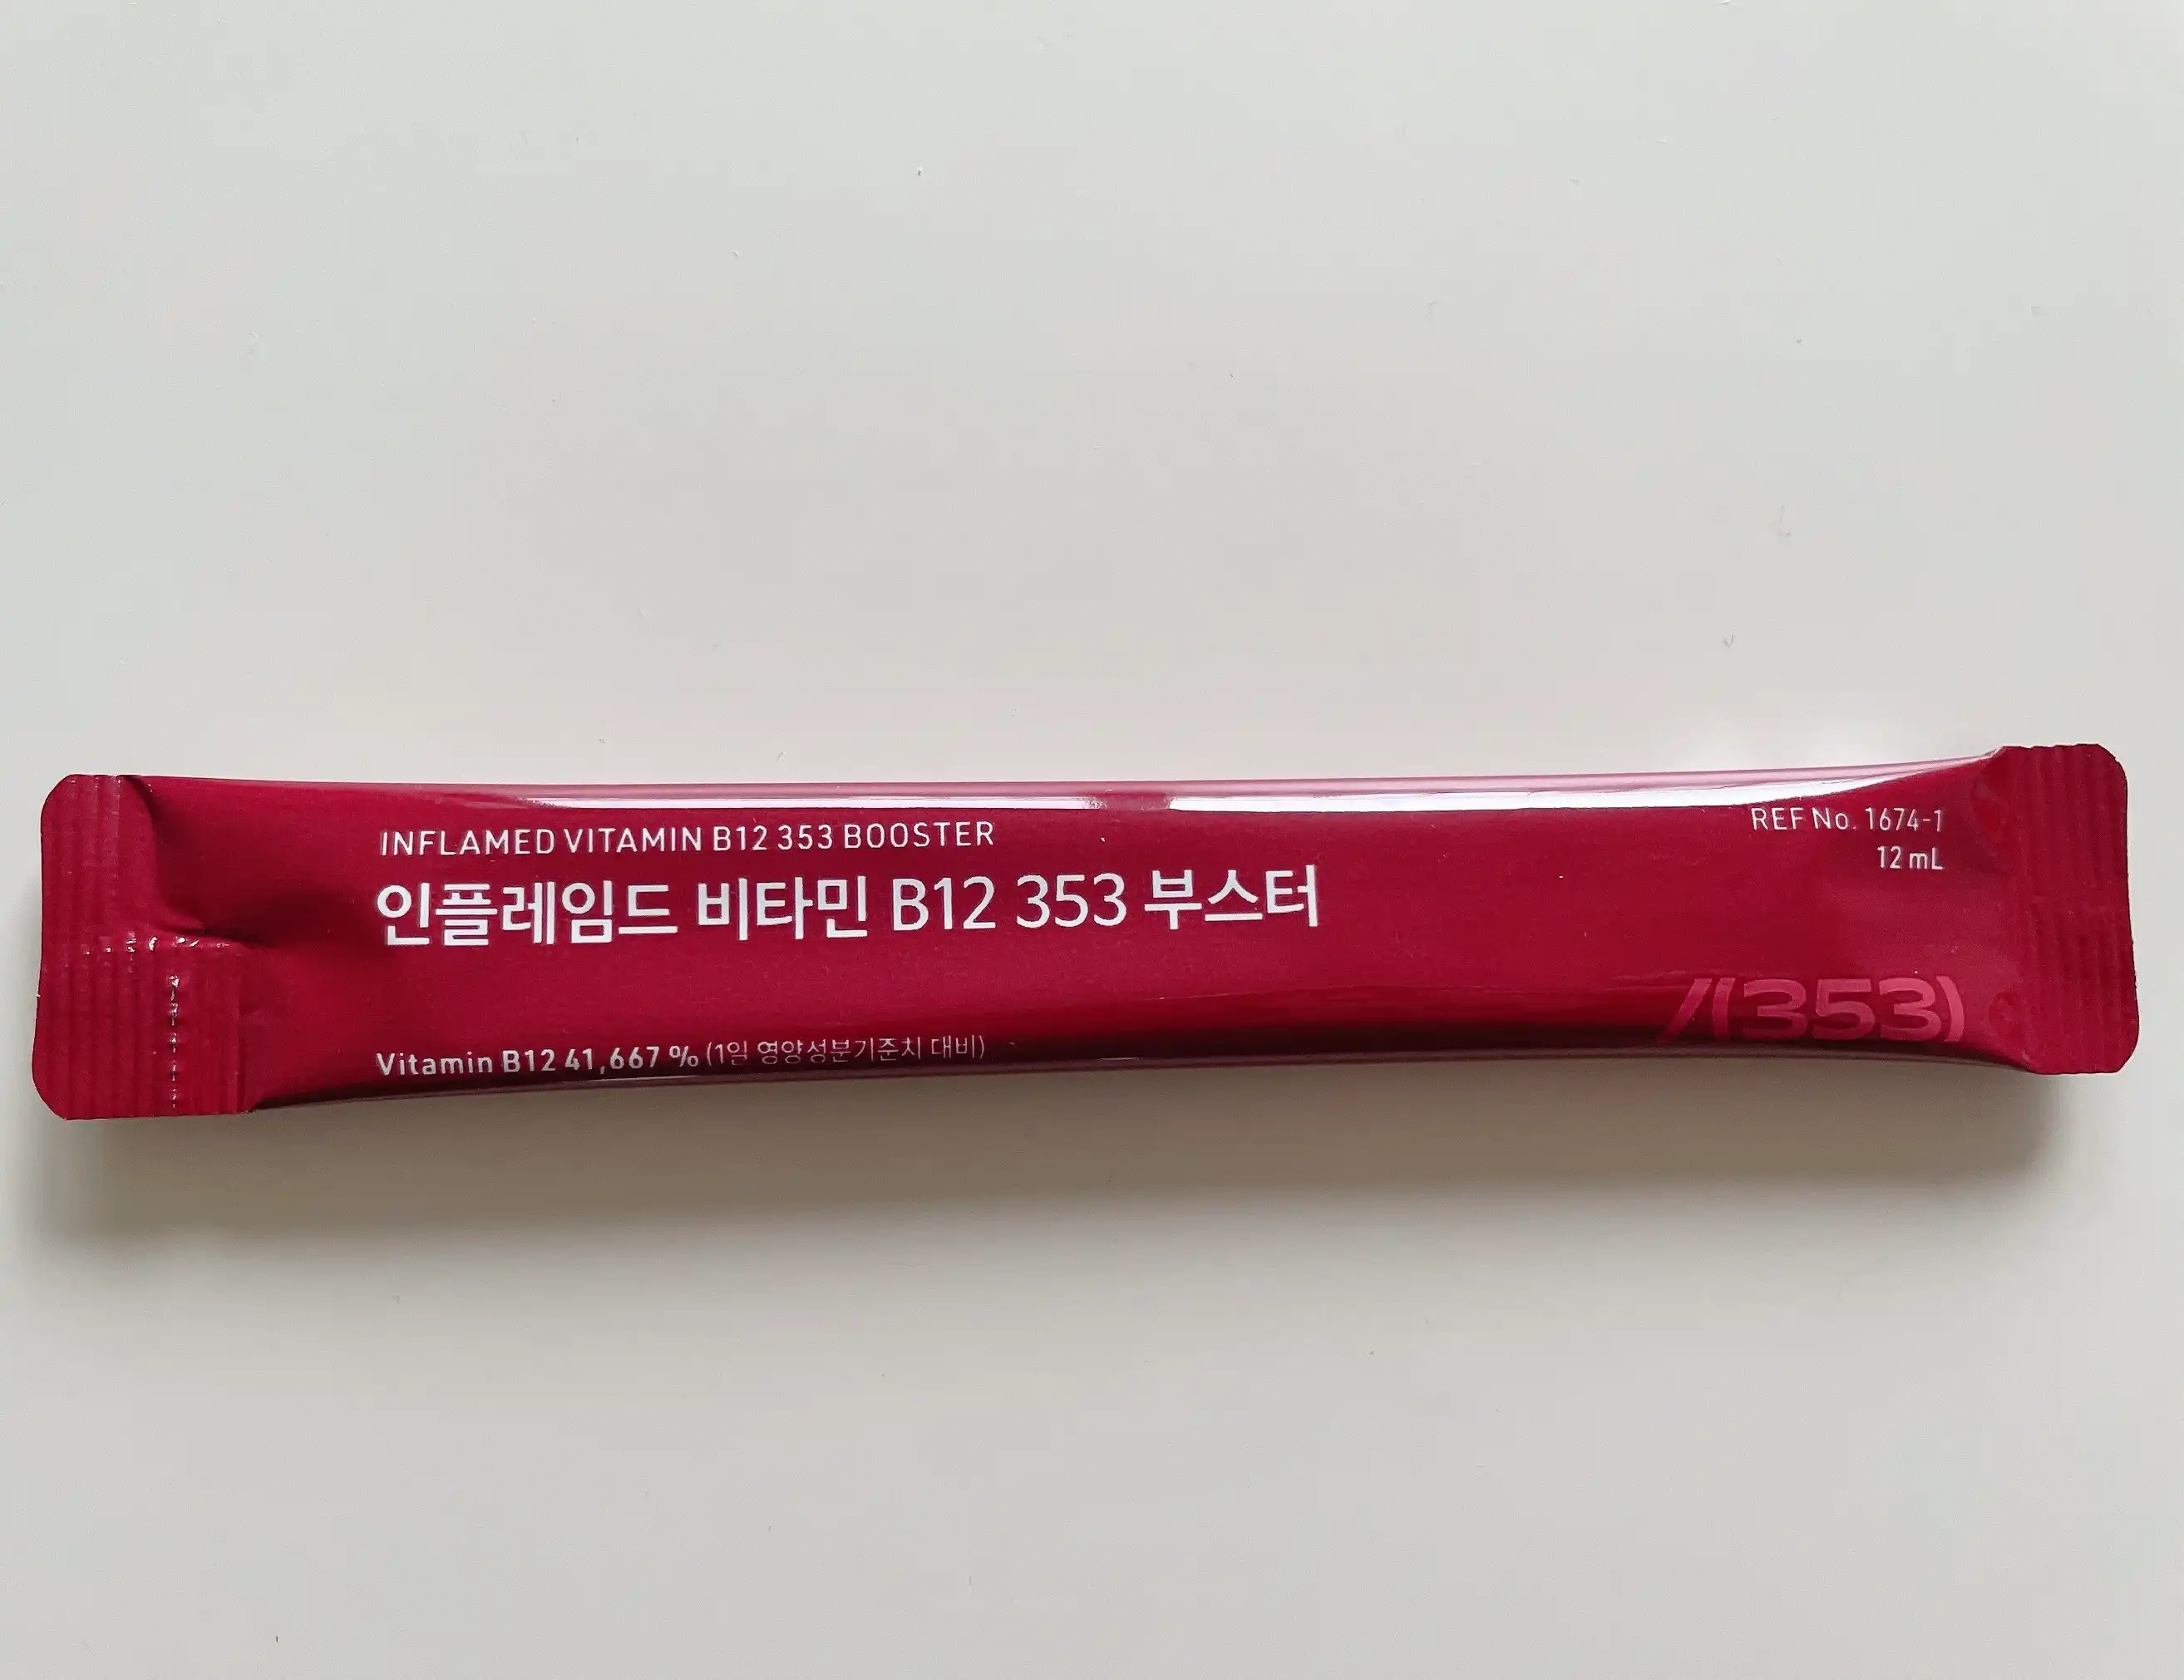 INFLAMED VITAMIN B12 353 BOOSTER
인플레임드 비타민 B12 353 부스터
Vitamin B12 41,667 % (1일 영양성분기준치 대비)
REF No. 1674-1
12 mL
/(353)